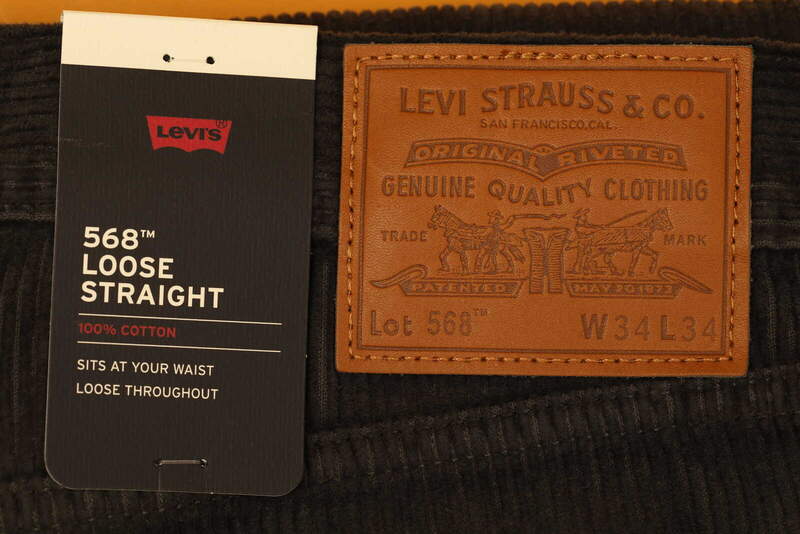 LEVI'S®
568™
LOOSE
STRAIGHT
100% COTTON
SITS AT YOUR WAIST
LOOSE THROUGHOUT
LEVI STRAUSS & CO.
SAN FRANCISCO, CAL.
ORIGINAL RIVETED
GENUINE QUALITY CLOTHING
TRADE MARK
PATENTED MAY 20 1873
Lot 568™ W34 L34